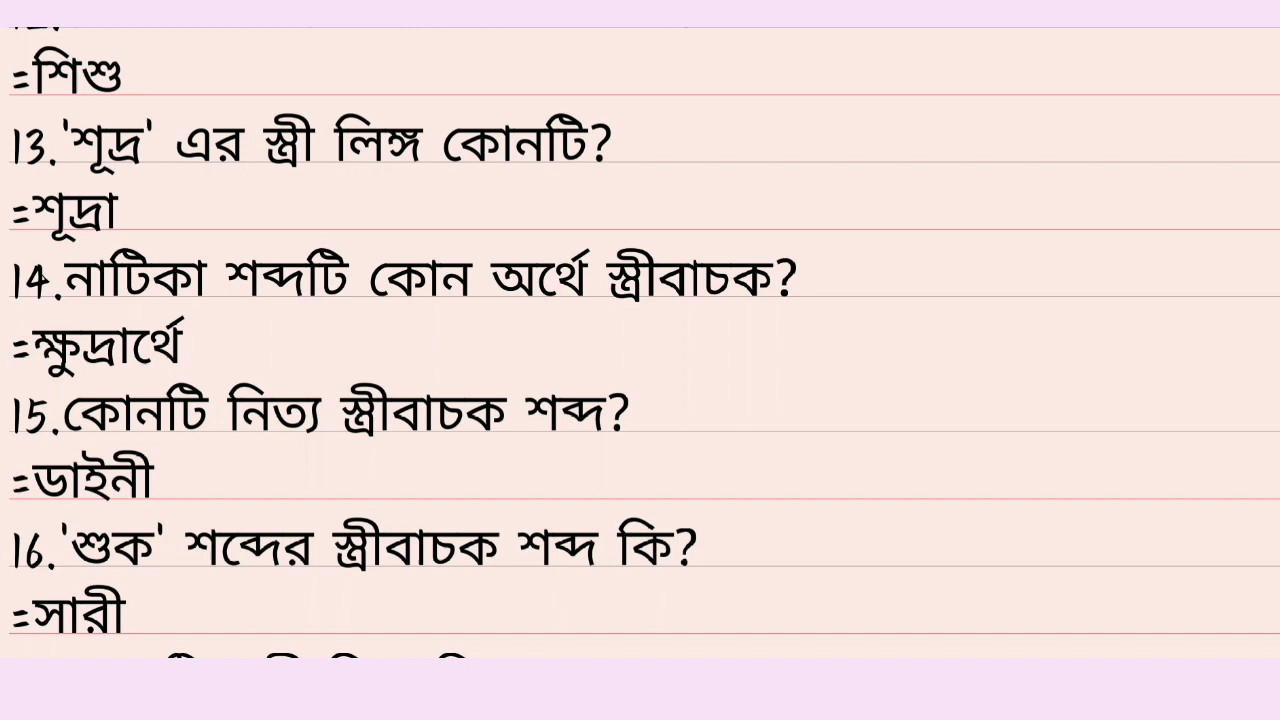 =শিশু
13.'শূদ্র' এর স্ত্রী লিঙ্গ কোনটি?
=শূদ্রা
14.নাটিকা শব্দটি কোন অর্থে স্ত্রীবাচক?
=ক্ষুদ্রার্থে
15.কোনটি নিত্য স্ত্রীবাচক শব্দ?
=ডাইনী
16.'শুক' শব্দের স্ত্রীবাচক শব্দ কি?
=সারী